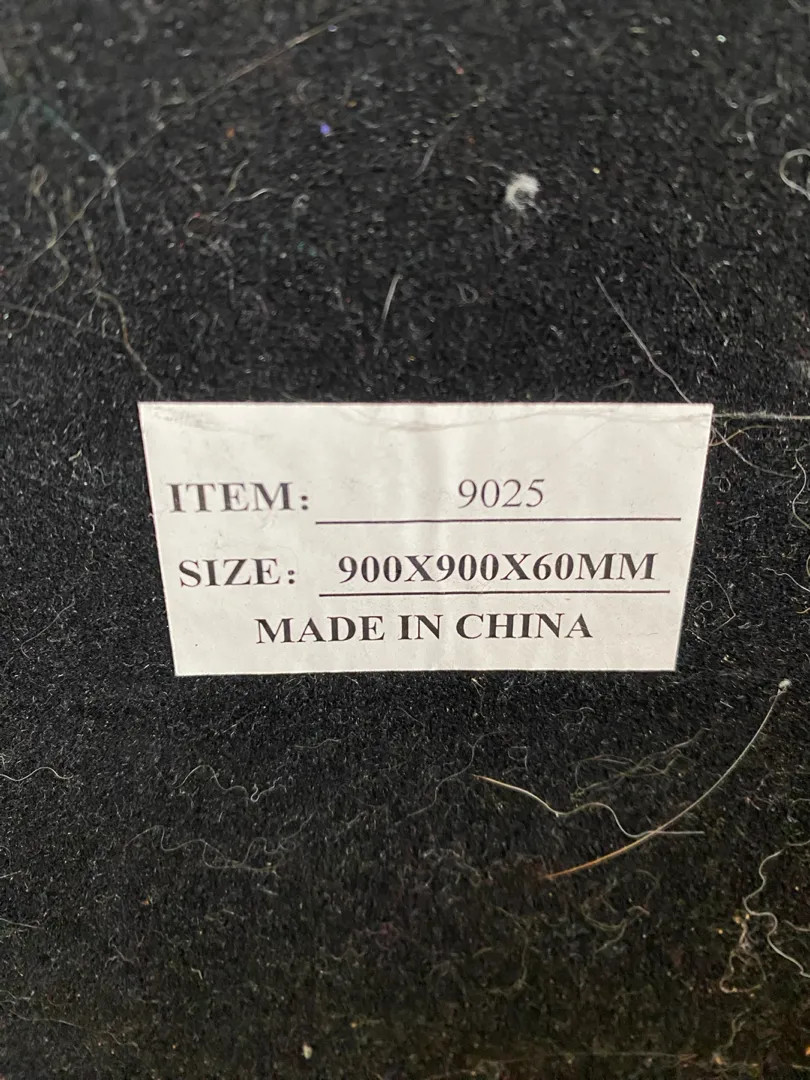 ITEM: 9025
SIZE: 900X900X60MM
MADE IN CHINA